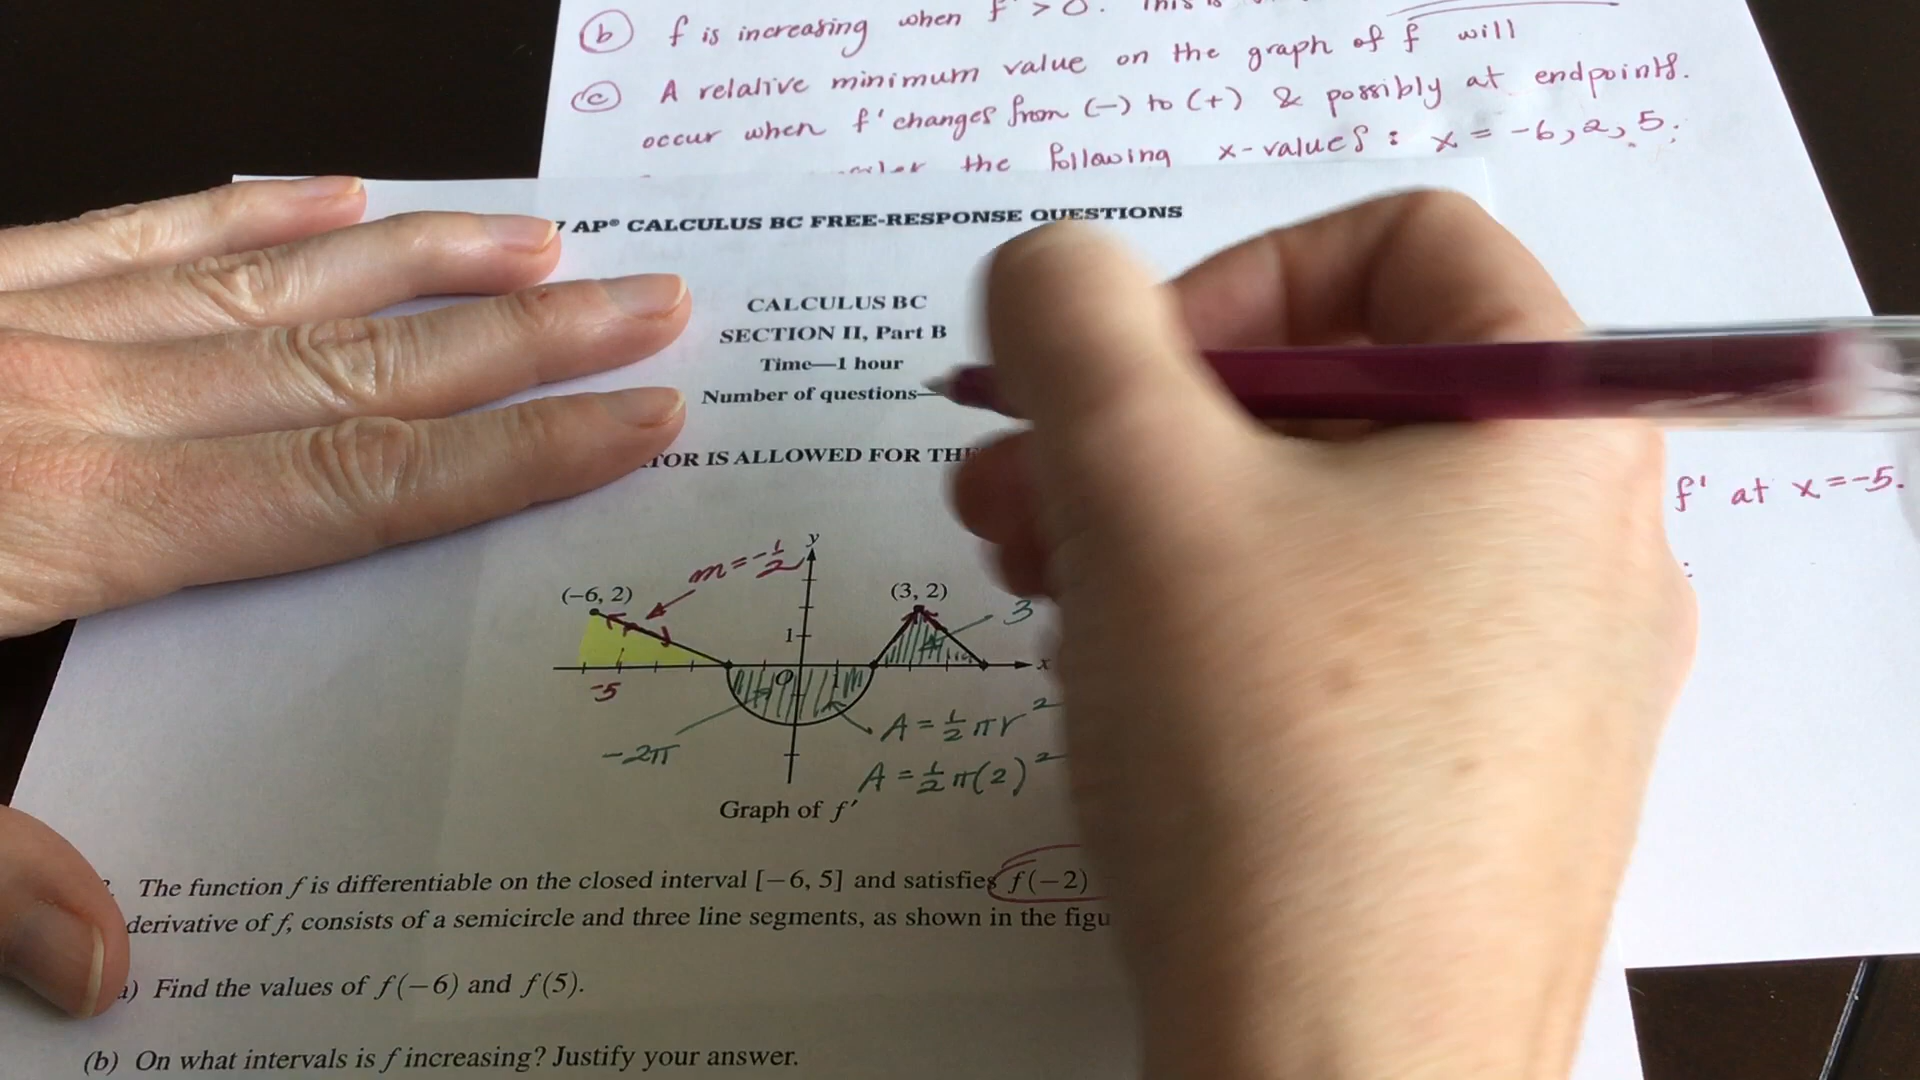 (b) f is increasing when f' > 0. This is
(c) A relative minimum value on the graph of f will
occur when f' changes from (-) to (+) & possibly at endpoints.
the following x-values: x = -6, 2, 5.
7 AP® CALCULUS BC FREE-RESPONSE QUESTIONS
CALCULUS BC
SECTION II, Part B
Time—1 hour
Number of questions—
IS ALLOWED FOR
f' at x=-5.
y
m=-1/2
(-6, 2)
(3, 2)
3
1
x
O
-5
A = 1/2 πr²
-2π
A = 1/2 π(2)²
Graph of f'
The function f is differentiable on the closed interval [-6, 5] and satisfies f(-2)
derivative of f, consists of a semicircle and three line segments, as shown in the
a) Find the values of f(-6) and f(5).
(b) On what intervals is f increasing? Justify your answer.